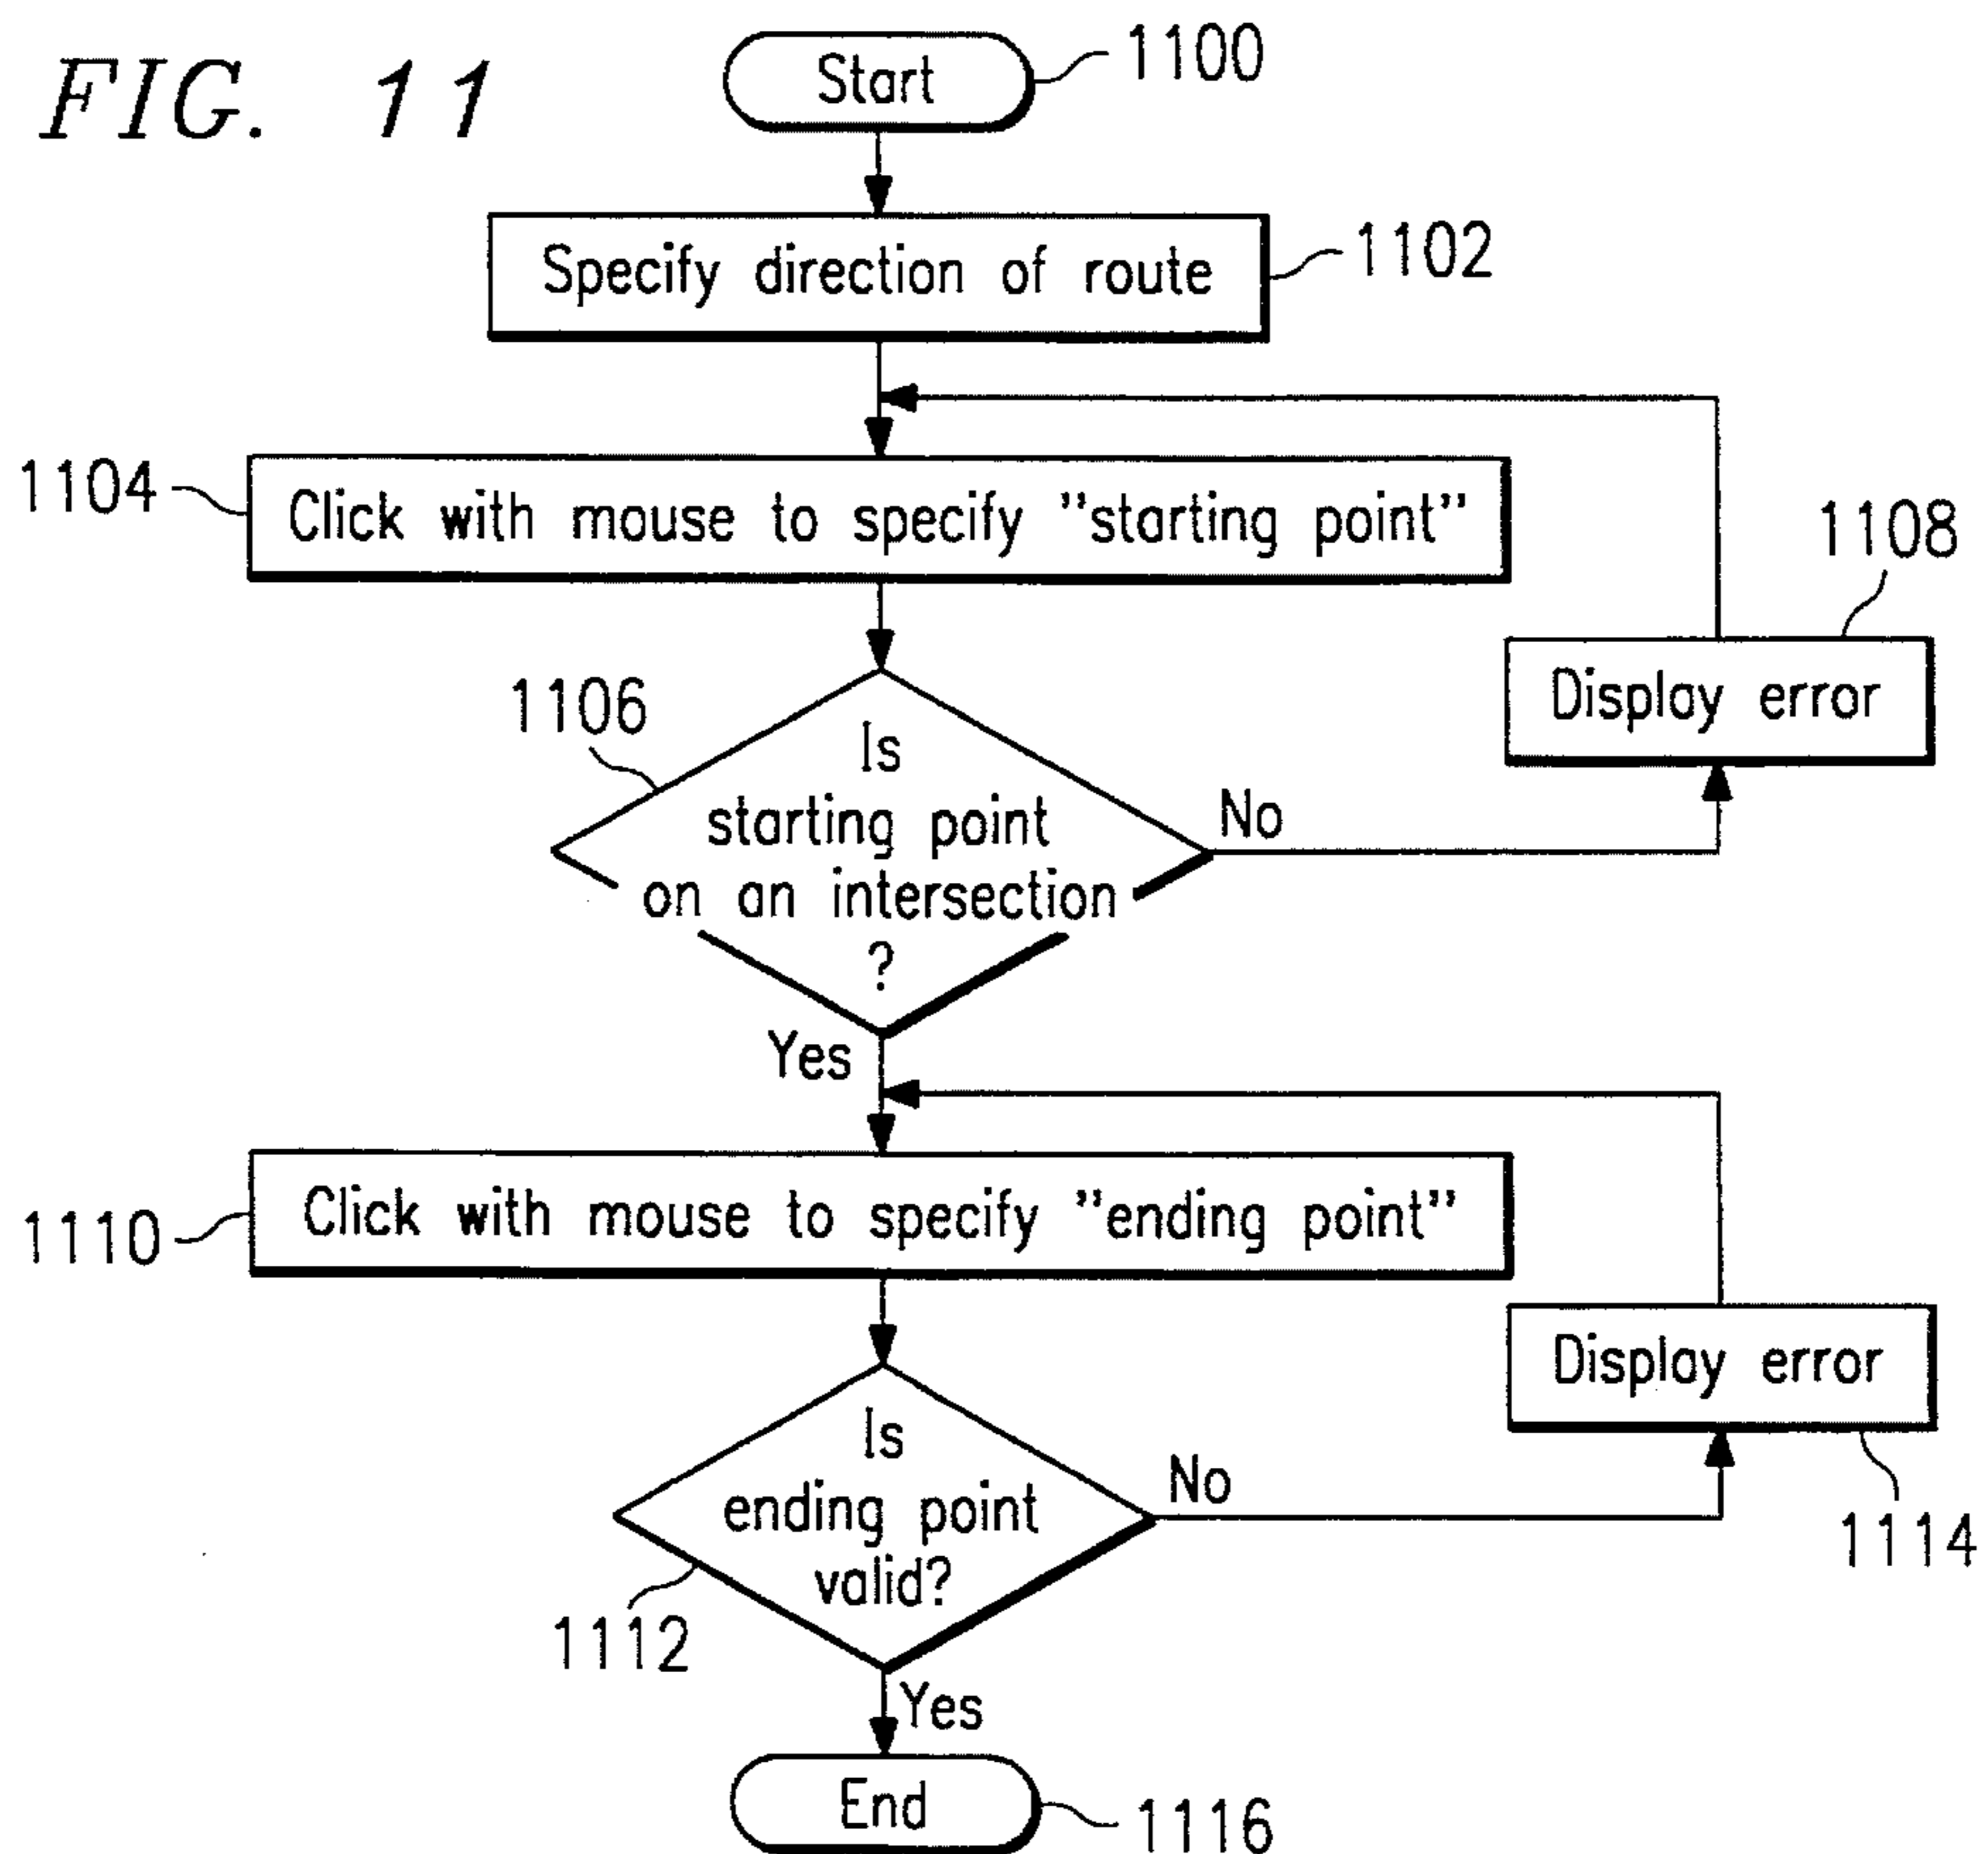 FIG. 11
Start
1100
Specify direction of route
1102
1104
Click with mouse to specify "starting point"
1108
Display error
1106
Is
starting point
on an intersection
?
No
Yes
1110
Click with mouse to specify "ending point"
Display error
1114
Is
ending point
valid?
No
1112
Yes
End
1116